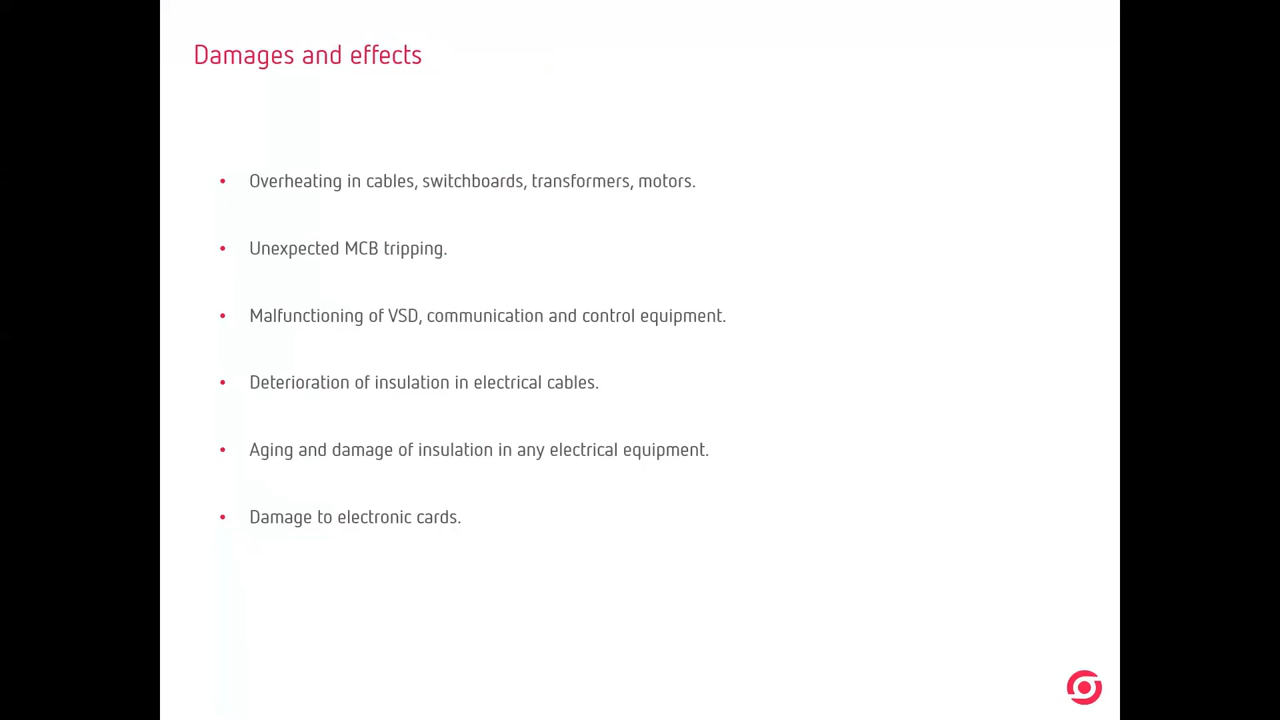 Damages and effects
• Overheating in cables, switchboards, transformers, motors.
• Unexpected MCB tripping.
• Malfunctioning of VSD, communication and control equipment.
• Deterioration of insulation in electrical cables.
• Aging and damage of insulation in any electrical equipment.
• Damage to electronic cards.